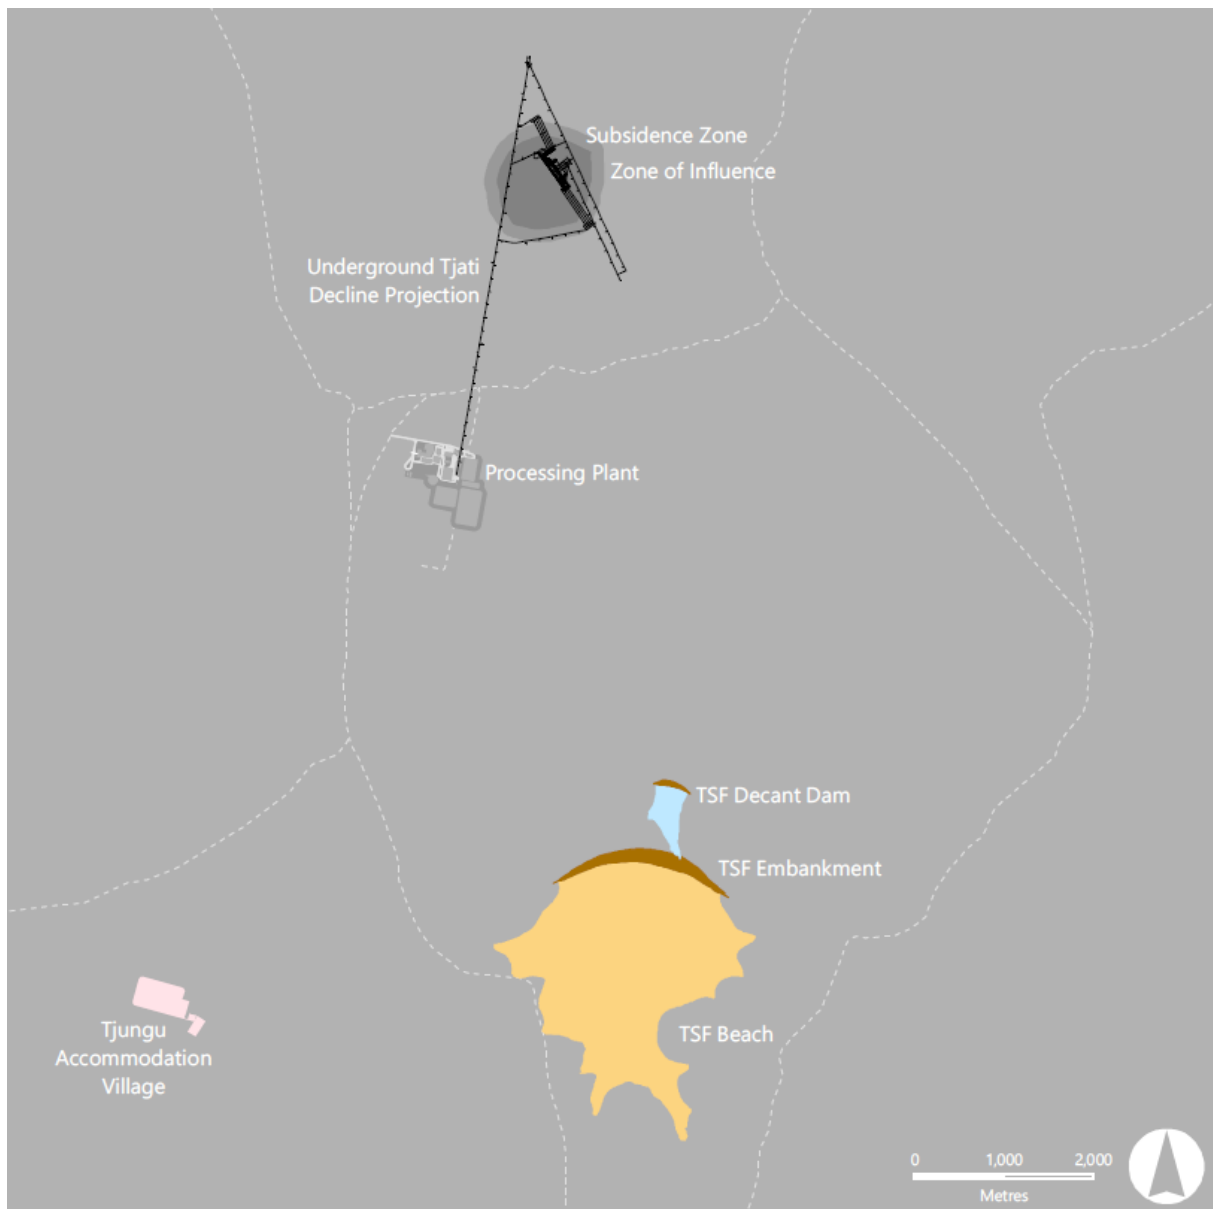 Subsidence Zone
Zone of Influence
Underground Tjati
Decline Projection
Processing Plant
TSF Decant Dam
TSF Embankment
TSF Beach
Tjungu
Accommodation
Village
0 1,000 2,000
Metres